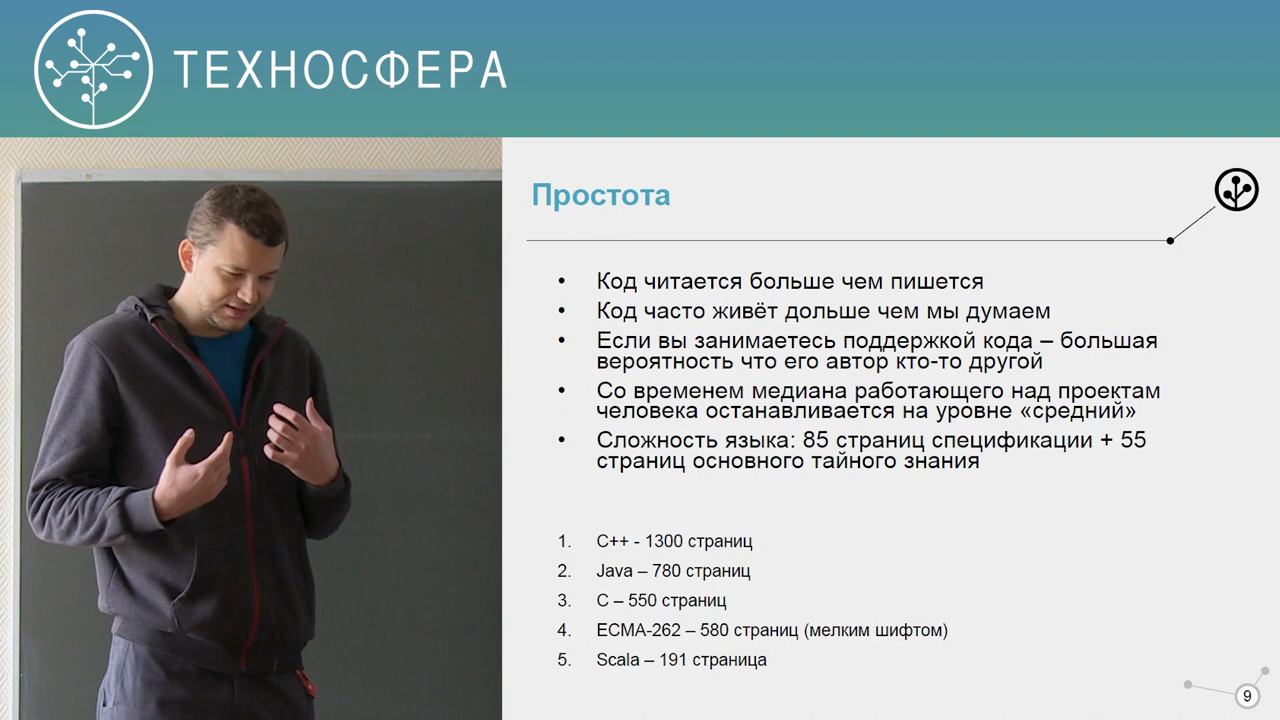 ТЕХНОСФЕРА
Простота
• Код читается больше чем пишется
• Код часто живёт дольше чем мы думаем
• Если вы занимаетесь поддержкой кода – большая
вероятность что его автор кто-то другой
• Со временем медиана работающего над проектам
человека останавливается на уровне «средний»
• Сложность языка: 85 страниц спецификации + 55
страниц основного тайного знания
1. C++ - 1300 страниц
2. Java – 780 страниц
3. C – 550 страниц
4. ECMA-262 – 580 страниц (мелким шифтом)
5. Scala – 191 страница
9